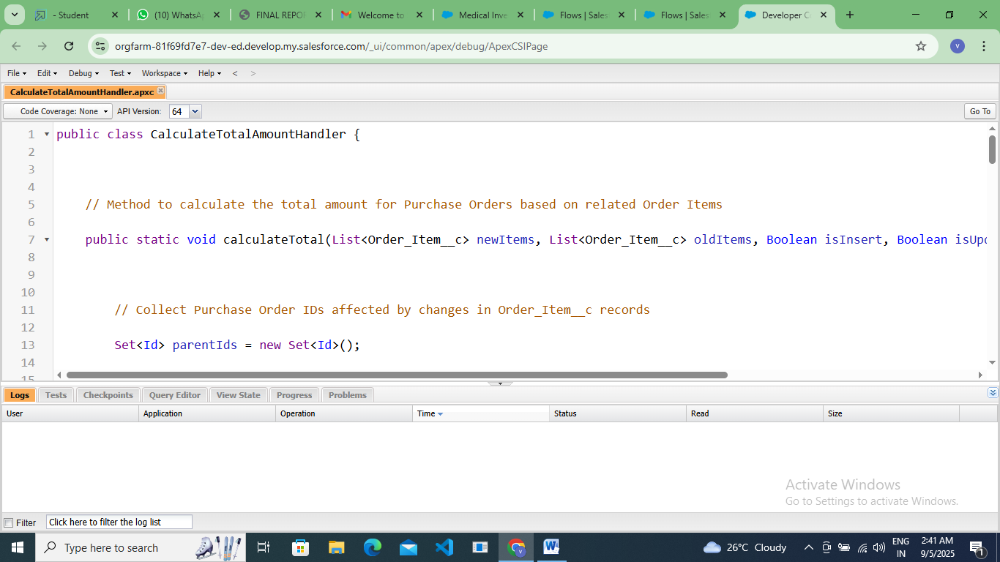 - Student
(10) WhatsA
FINAL REPO
Welcome to
Medical Inve
Flows | Sales
Flows | Sales
Developer C
orgfarm-81f69fd7e7-dev-ed.develop.my.salesforce.com/_ui/common/apex/debug/ApexCSIPage
v
File Edit Debug Test Workspace Help < >
CalculateTotalAmountHandler.apxc
Code Coverage: None API Version: 64 Go To
1 public class CalculateTotalAmountHandler {
2
3
4
5 // Method to calculate the total amount for Purchase Orders based on related Order Items
6
7 public static void calculateTotal(List<Order_Item__c> newItems, List<Order_Item__c> oldItems, Boolean isInsert, Boolean isUpd
8
9
10
11 // Collect Purchase Order IDs affected by changes in Order_Item__c records
12
13 Set<Id> parentIds = new Set<Id>();
14
15
Logs Tests Checkpoints Query Editor View State Progress Problems
User Application Operation Time Status Read Size
Activate Windows
Go to Settings to activate Windows.
Filter Click here to filter the log list
Type here to search
26°C Cloudy
ENG
IN
2:41 AM
9/5/2025
1